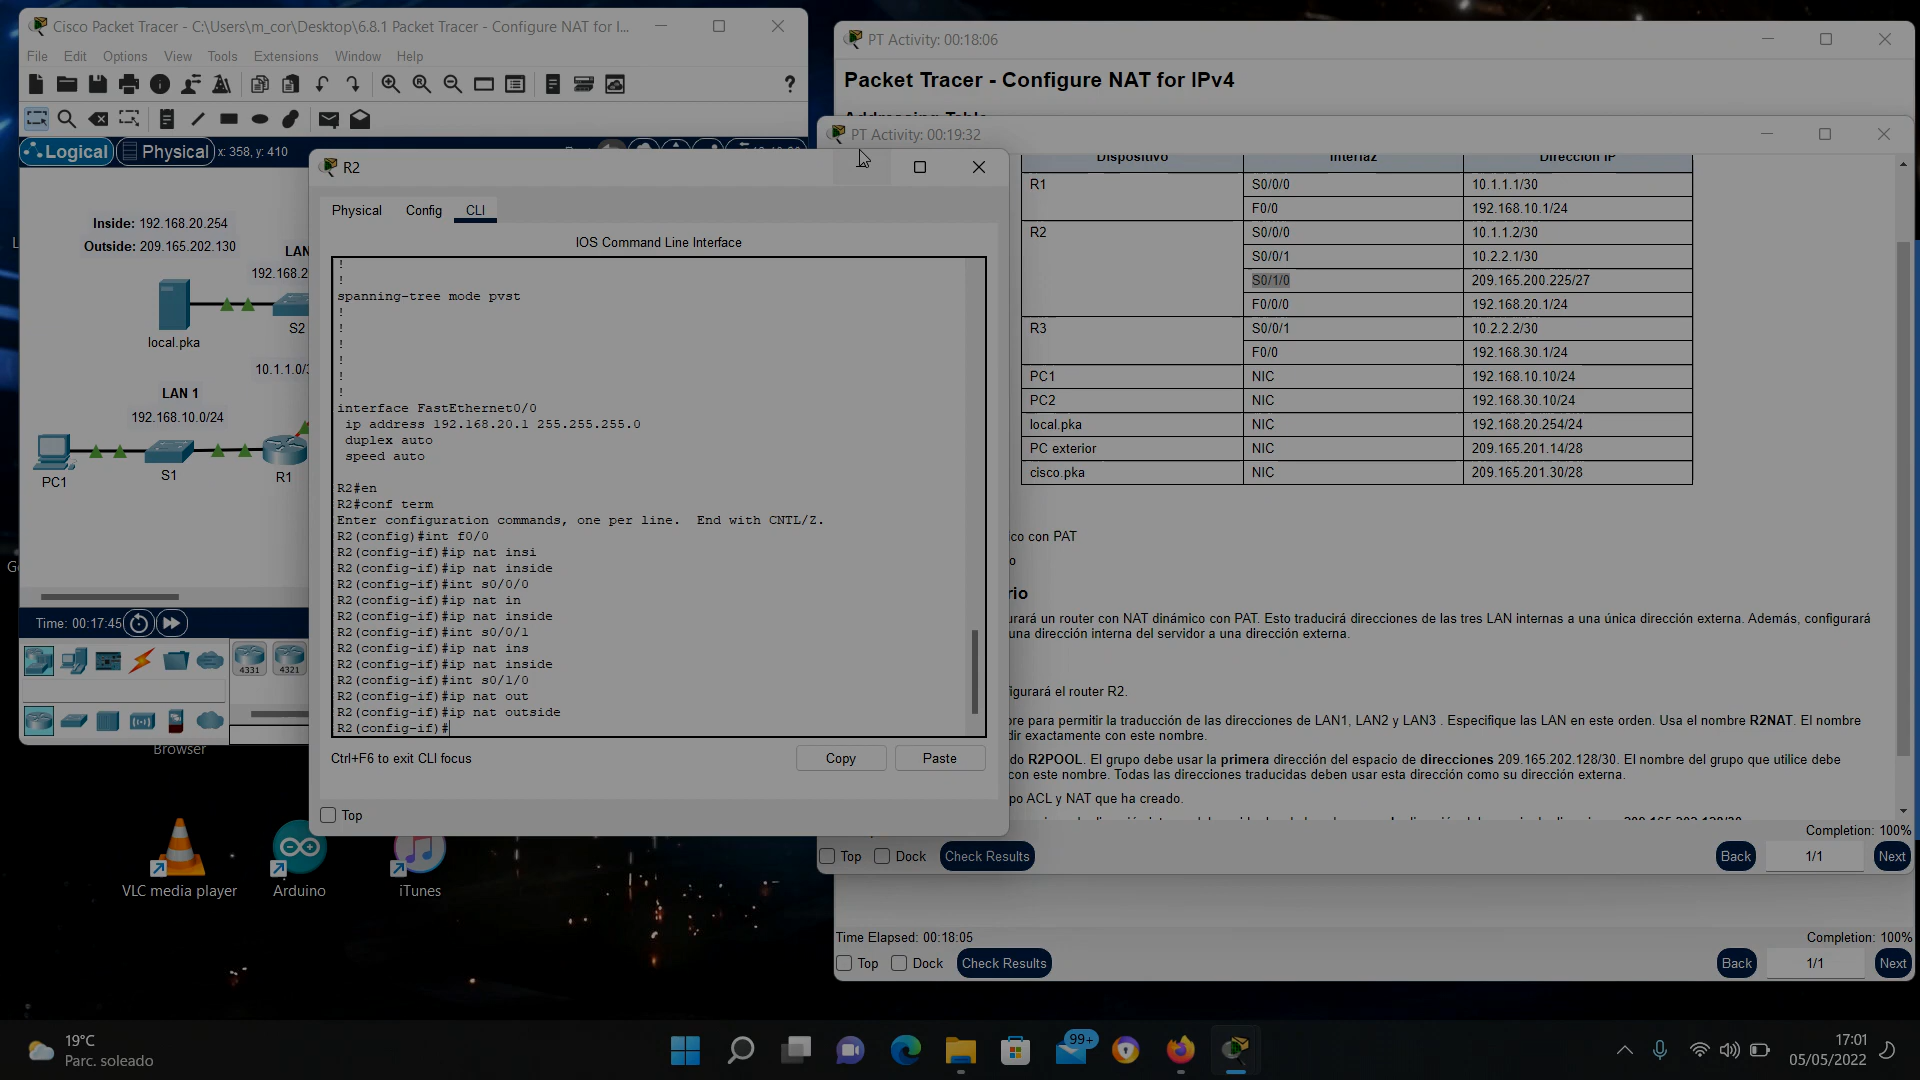 Cisco Packet Tracer - C:\Users\m_cor\Desktop\6.8.1 Packet Tracer - Configure NAT for I...
File Edit Options View Tools Extensions Window Help
Logical Physical x: 358, y: 410
Inside: 192.168.20.254
Outside: 209.165.202.130
LAN
192.168.2
local.pka
S2
10.1.1.0/3
LAN 1
192.168.10.0/24
PC1
S1
R1
Time: 00:17:45
4331 4321
Browser
VLC media player
Arduino
iTunes
R2
Physical Config CLI
IOS Command Line Interface
!
!
spanning-tree mode pvst
!
!
!
!
!
!
interface FastEthernet0/0
ip address 192.168.20.1 255.255.255.0
duplex auto
speed auto
R2#en
R2#conf term
Enter configuration commands, one per line. End with CNTL/Z.
R2(config)#int f0/0
R2(config-if)#ip nat insi
R2(config-if)#ip nat inside
R2(config-if)#int s0/0/0
R2(config-if)#ip nat in
R2(config-if)#ip nat inside
R2(config-if)#int s0/0/1
R2(config-if)#ip nat ins
R2(config-if)#ip nat inside
R2(config-if)#int s0/1/0
R2(config-if)#ip nat out
R2(config-if)#ip nat outside
R2(config-if)#
Ctrl+F6 to exit CLI focus
Copy Paste
Top
PT Activity: 00:18:06
Packet Tracer - Configure NAT for IPv4
PT Activity: 00:19:32
Dispositivo Interfaz Dirección IP
R1 S0/0/0 10.1.1.1/30
F0/0 192.168.10.1/24
R2 S0/0/0 10.1.1.2/30
S0/0/1 10.2.2.1/30
S0/1/0 209.165.200.225/27
F0/0/0 192.168.20.1/24
R3 S0/0/1 10.2.2.2/30
F0/0 192.168.30.1/24
PC1 NIC 192.168.10.10/24
PC2 NIC 192.168.30.10/24
local.pka NIC 192.168.20.254/24
PC exterior NIC 209.165.201.14/28
cisco.pka NIC 209.165.201.30/28
co con PAT
o
rio
urará un router con NAT dinámico con PAT. Esto traducirá direcciones de las tres LAN internas a una única dirección externa. Además, configurará
una dirección interna del servidor a una dirección externa.
igurará el router R2.
bre para permitir la traducción de las direcciones de LAN1, LAN2 y LAN3 . Especifique las LAN en este orden. Usa el nombre R2NAT. El nombre
dir exactamente con este nombre.
do R2POOL. El grupo debe usar la primera dirección del espacio de direcciones 209.165.202.128/30. El nombre del grupo que utilice debe
con este nombre. Todas las direcciones traducidas deben usar esta dirección como su dirección externa.
po ACL y NAT que ha creado.
Completion: 100%
Top Dock Check Results Back 1/1 Next
Time Elapsed: 00:18:05
Completion: 100%
Top Dock Check Results Back 1/1 Next
19°C
Parc. soleado
99+
17:01
05/05/2022